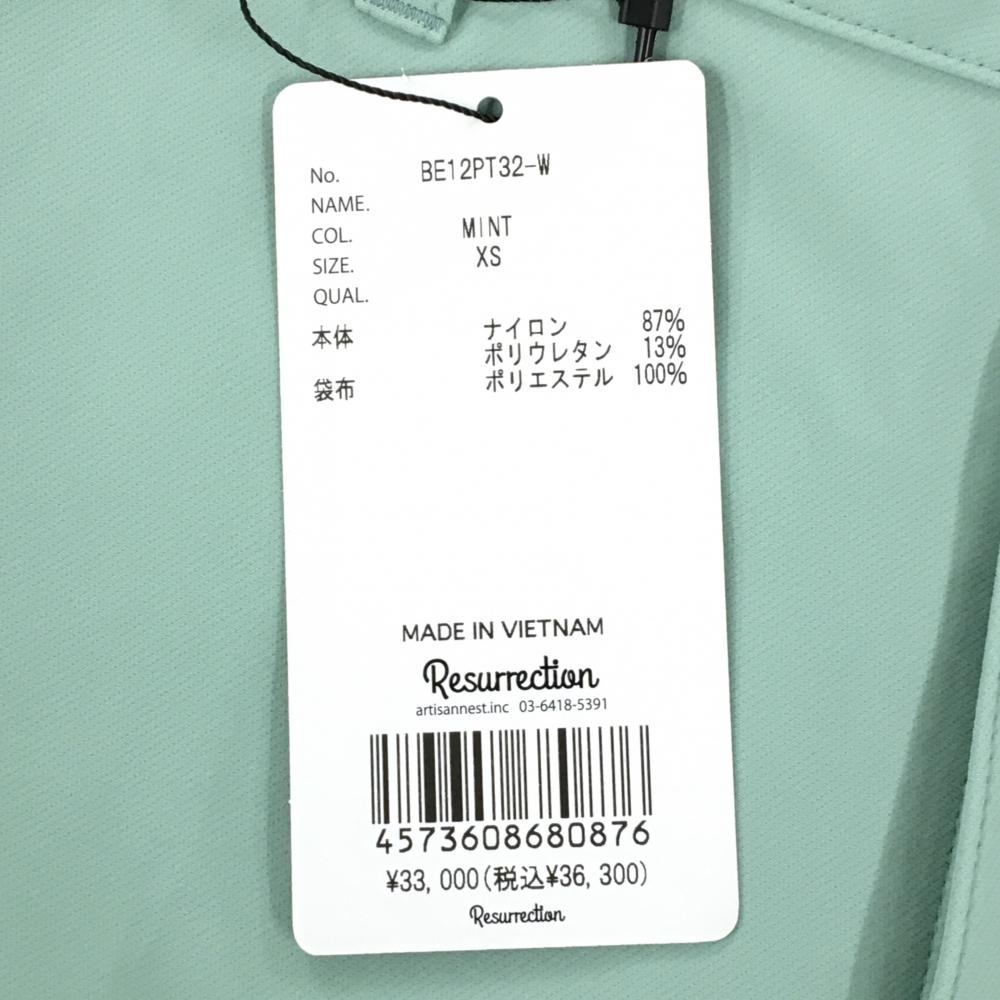 No. BE12PT32-W
NAME.
COL. MINT
SIZE. XS
QUAL.
本体 ナイロン 87%
ポリウレタン 13%
袋布 ポリエステル 100%
MADE IN VIETNAM
Resurrection
artisannest.inc 03-6418-5391
4573608680876
¥33,000(税込¥36,300)
Resurrection